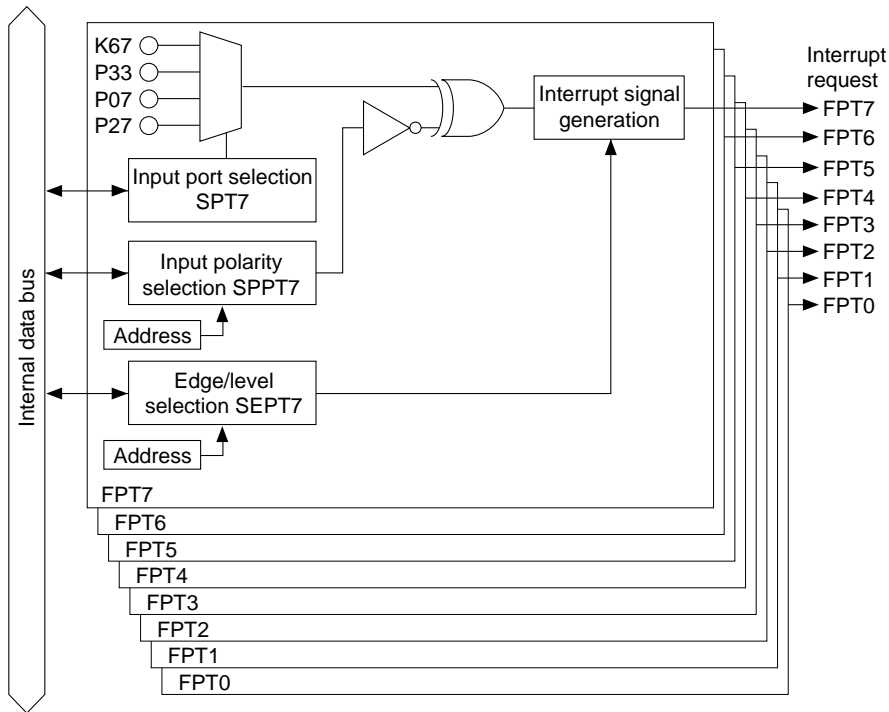 K67
P33
P07
P27
Input port selection
SPT7
Input polarity
selection SPPT7
Address
Edge/level
selection SEPT7
Address
Interrupt signal
generation
Interrupt
request
FPT7
FPT6
FPT5
FPT4
FPT3
FPT2
FPT1
FPT0
Internal data bus
FPT7
FPT6
FPT5
FPT4
FPT3
FPT2
FPT1
FPT0